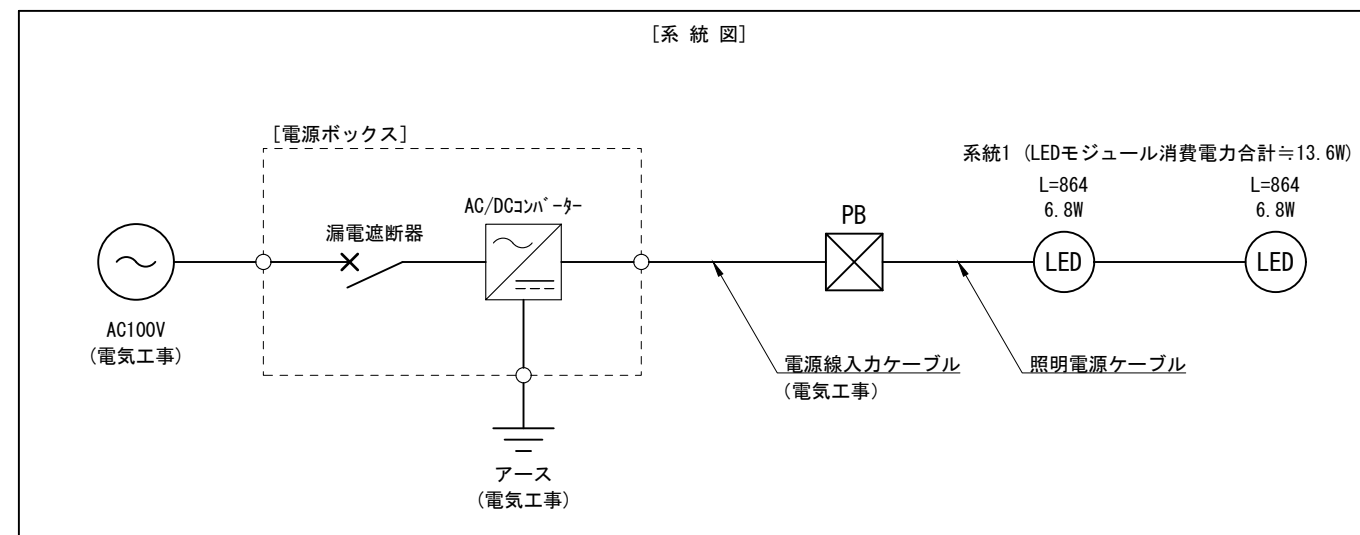 [系 統 図]
[電源ボックス]
系統1 (LEDモジュール消費電力合計≒13.6W)
L=864
6.8W
L=864
6.8W
AC/DCｺﾝﾊﾞｰﾀｰ
漏電遮断器
PB
LED
LED
AC100V
(電気工事)
電源線入力ケーブル
(電気工事)
照明電源ケーブル
アース
(電気工事)